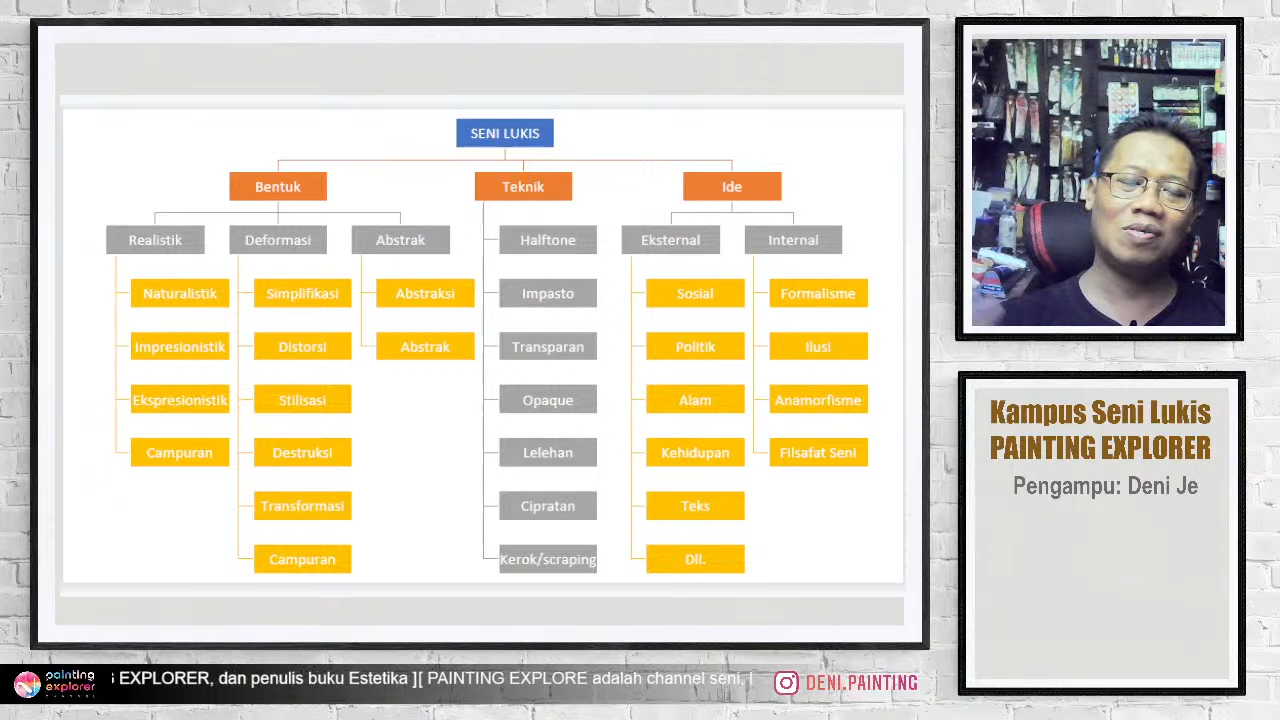 SENI LUKIS
Bentuk
Teknik
Ide
Realistik
Deformasi
Abstrak
Halftone
Eksternal
Internal
Naturalistik
Simplifikasi
Abstraksi
Impasto
Sosial
Formalisme
Impresionistik
Distorsi
Abstrak
Transparan
Politik
Ilusi
Ekspresionistik
Stilisasi
Opaque
Alam
Anamorfisme
Campuran
Destruksi
Lelehan
Kehidupan
Filsafat Seni
Transformasi
Cipratan
Teks
Campuran
Kerok/scraping
Dll.
Kampus Seni Lukis
PAINTING EXPLORER
Pengampu: Deni Je
painting
explorer
CHANNEL
EXPLORER, dan penulis buku Estetika ][ PAINTING EXPLORE adalah channel seni
DENI.PAINTING